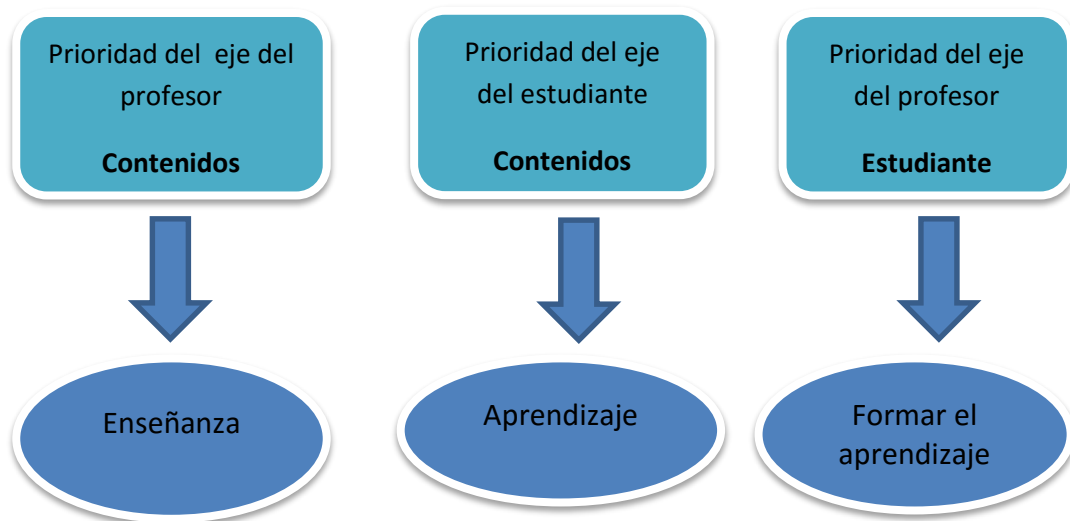 Prioridad del eje del
profesor
Contenidos
Prioridad del eje
del estudiante
Contenidos
Prioridad del eje
del profesor
Estudiante
Enseñanza
Aprendizaje
Formar el
aprendizaje